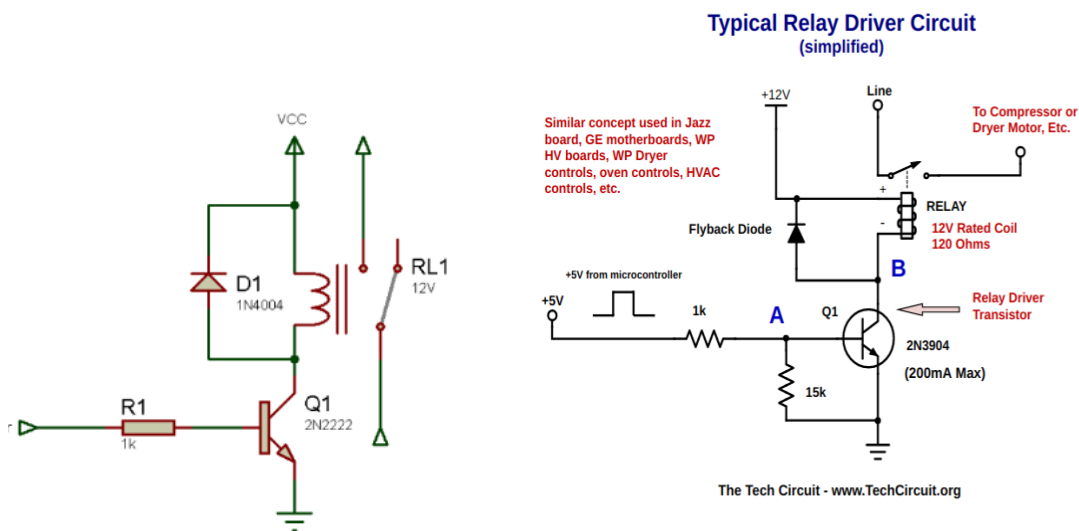 VCC
D1
1N4004
RL1
12V
R1
1k
Q1
2N2222
Typical Relay Driver Circuit
(simplified)
Similar concept used in Jazz
board, GE motherboards, WP
HV boards, WP Dryer
controls, oven controls, HVAC
controls, etc.
+12V
Line
To Compressor or
Dryer Motor, Etc.
+
-
RELAY
12V Rated Coil
120 Ohms
Flyback Diode
B
+5V from microcontroller
+5V
1k
A
Q1
Relay Driver
Transistor
2N3904
(200mA Max)
15k
The Tech Circuit - www.TechCircuit.org